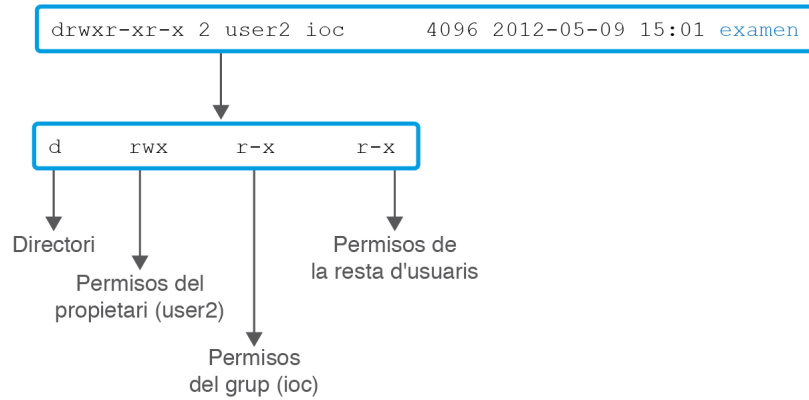 drwxr-xr-x 2 user2 ioc 4096 2012-05-09 15:01 examen
d rwx r-x r-x
Directori
Permisos del
propietari (user2)
Permisos
del grup (ioc)
Permisos de
la resta d'usuaris